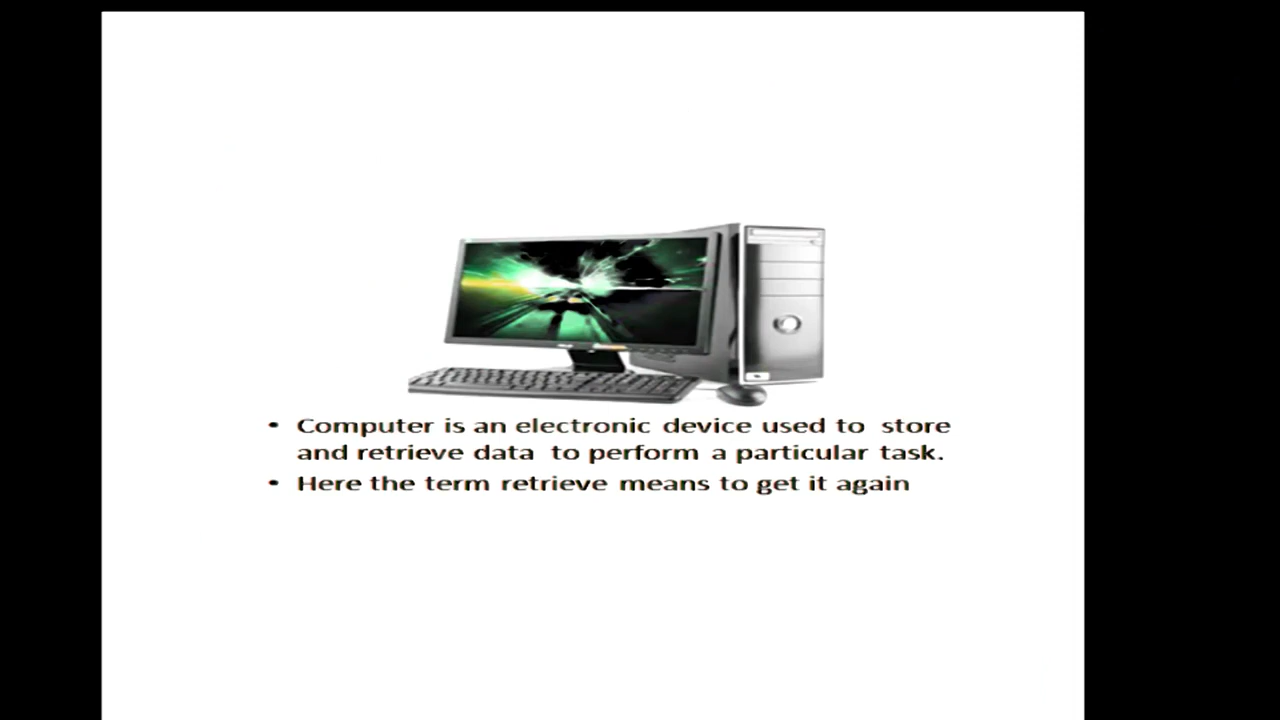 • Computer is an electronic device used to  store
and retrieve data  to perform a particular task.
• Here the term retrieve means to get it again